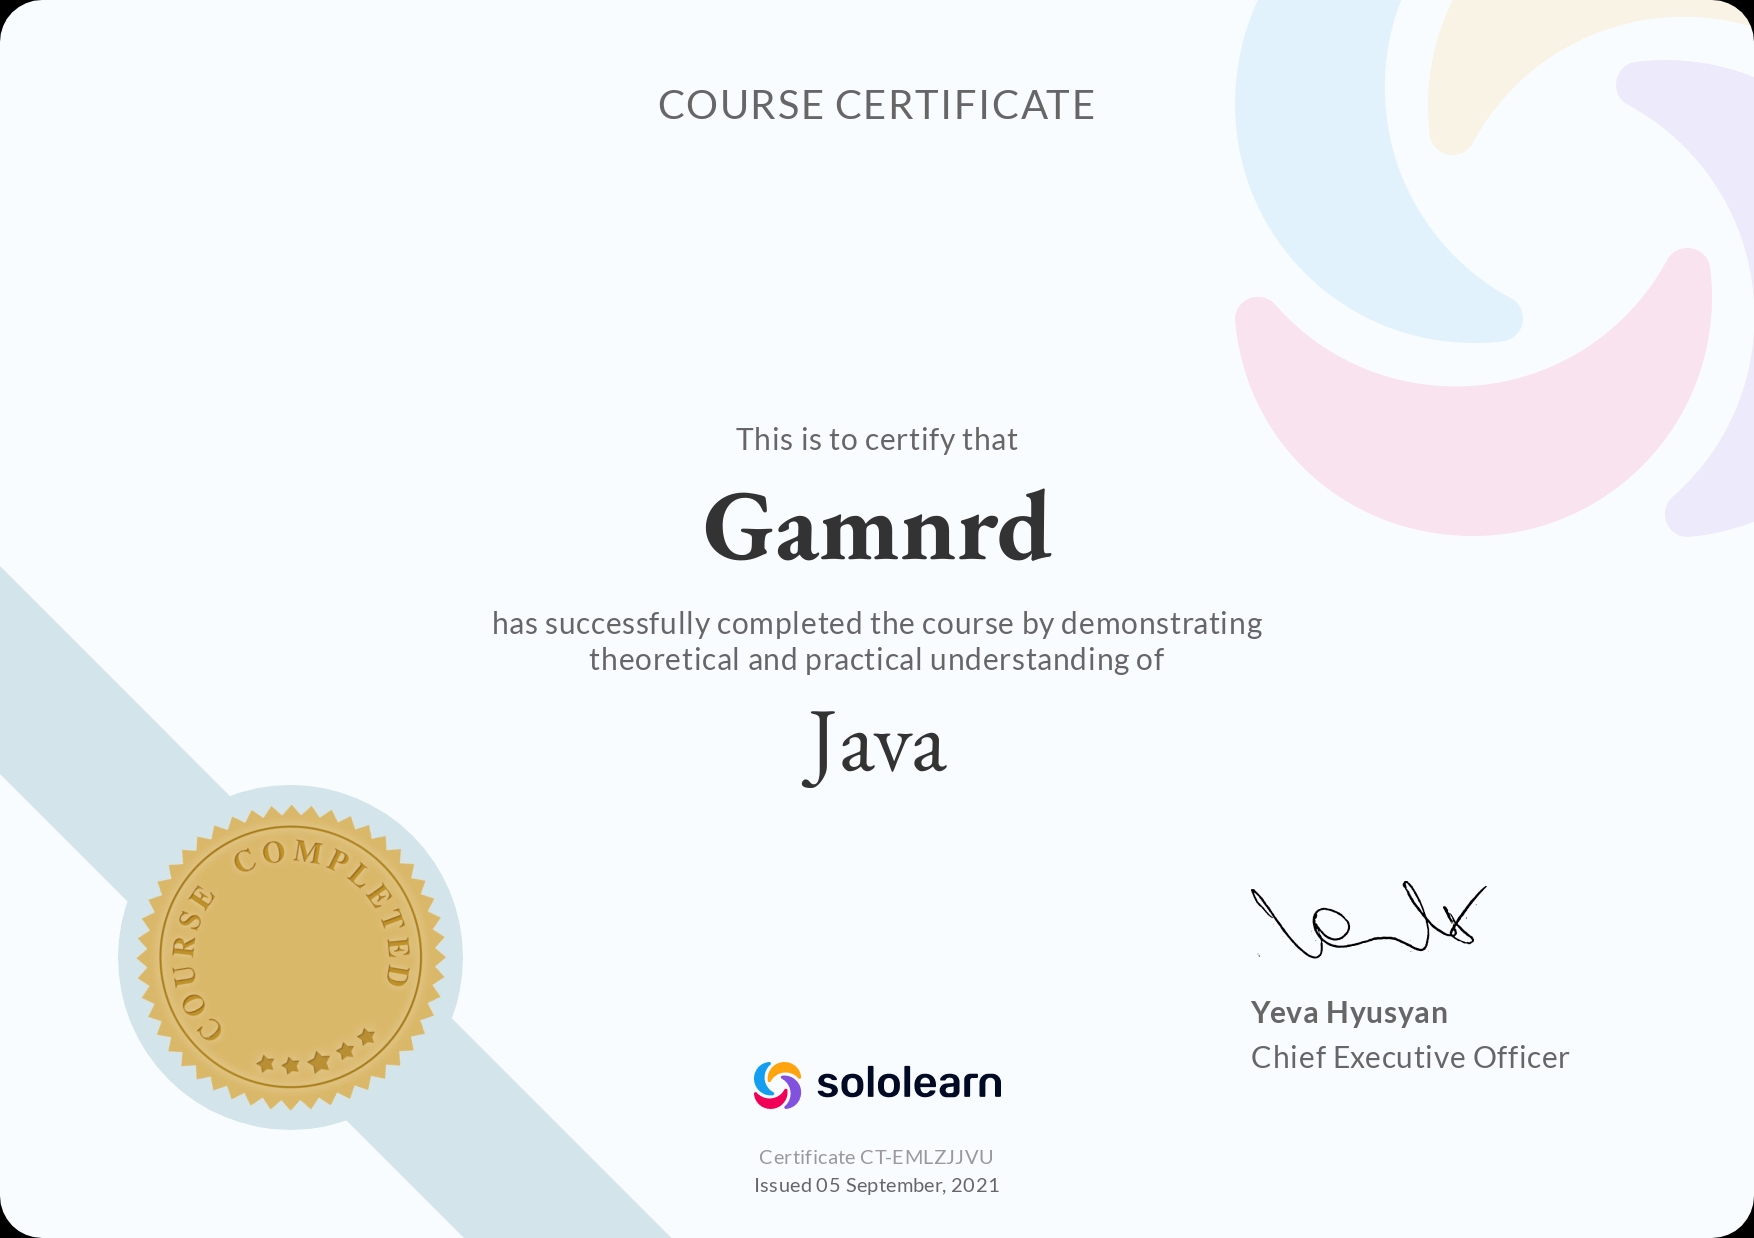 COURSE CERTIFICATE
This is to certify that
Gamnrd
has successfully completed the course by demonstrating
theoretical and practical understanding of
Java
COURSE COMPLETED
Yeva Hyusyan
Chief Executive Officer
sololearn
Certificate CT-EMLZJJVU
Issued 05 September, 2021